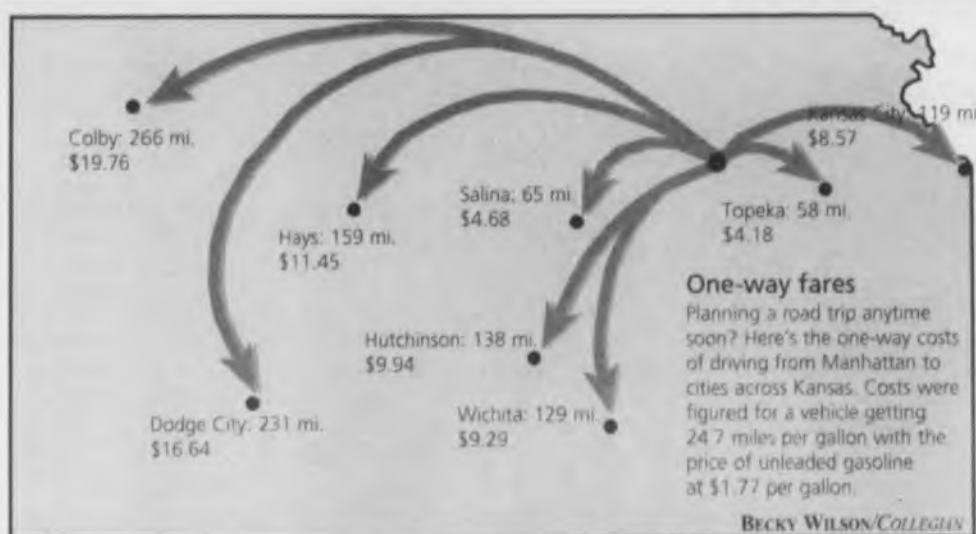 Kansas City: 119 mi.
$8.57
Colby: 266 mi.
$19.76
Salina: 65 mi.
$4.68
Topeka: 58 mi.
$4.18
Hays: 159 mi.
$11.45
One-way fares
Planning a road trip anytime
soon? Here's the one-way costs
of driving from Manhattan to
cities across Kansas. Costs were
figured for a vehicle getting
24.7 miles per gallon with the
price of unleaded gasoline
at $1.77 per gallon.
Hutchinson: 138 mi.
$9.94
Wichita: 129 mi.
$9.29
Dodge City: 231 mi.
$16.64
BECKY WILSON/COLLEGIAN